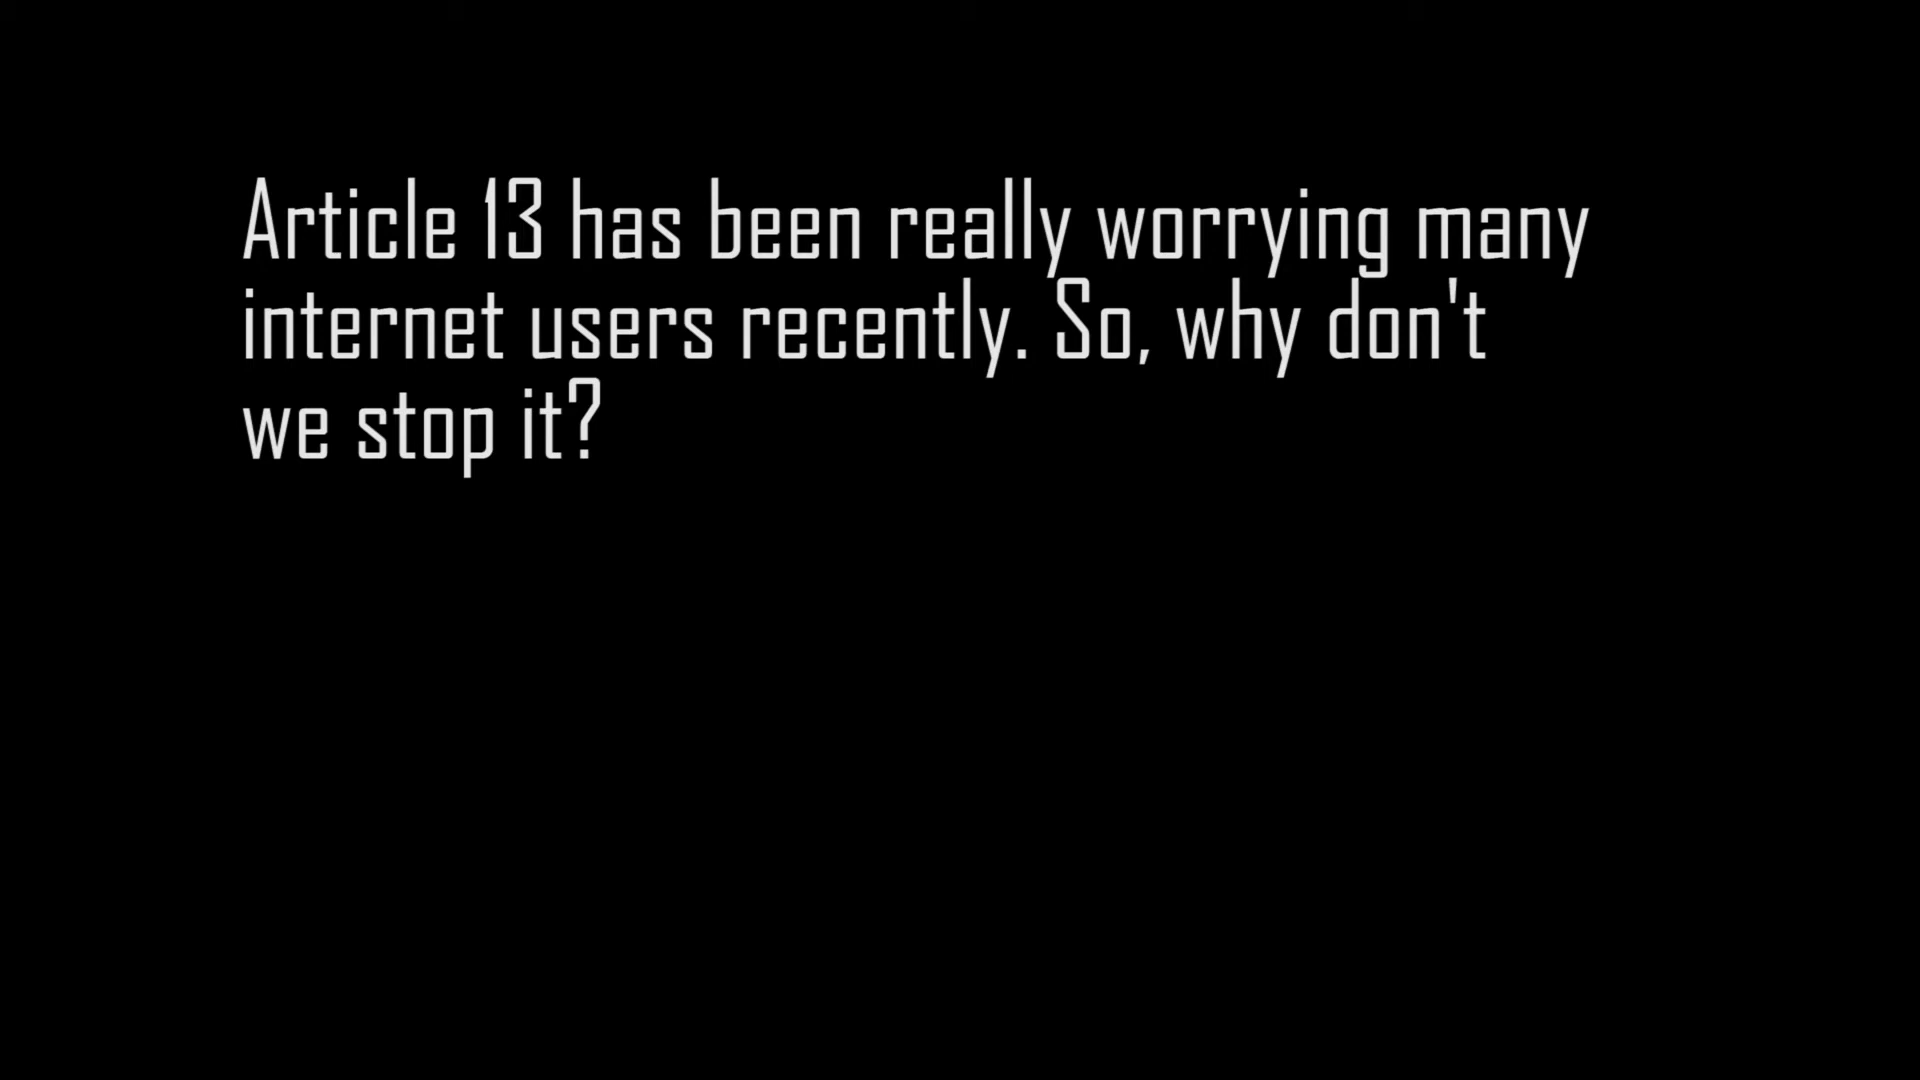 Article 13 has been really worrying many
internet users recently. So, why don't
we stop it?